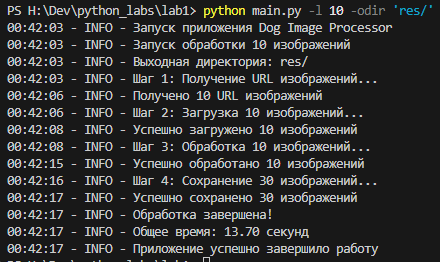 PS H:\Dev\python_labs\lab1> python main.py -l 10 -odir 'res/'
00:42:03 - INFO - Запуск приложения Dog Image Processor
00:42:03 - INFO - Запуск обработки 10 изображений
00:42:03 - INFO - Выходная директория: res/
00:42:03 - INFO - Шаг 1: Получение URL изображений...
00:42:06 - INFO - Получено 10 URL изображений
00:42:06 - INFO - Шаг 2: Загрузка 10 изображений...
00:42:08 - INFO - Успешно загружено 10 изображений
00:42:08 - INFO - Шаг 3: Обработка 10 изображений...
00:42:15 - INFO - Успешно обработано 10 изображений
00:42:16 - INFO - Шаг 4: Сохранение 30 изображений...
00:42:17 - INFO - Успешно сохранено 30 изображений
00:42:17 - INFO - Обработка завершена!
00:42:17 - INFO - Общее время: 13.70 секунд
00:42:17 - INFO - Приложение успешно завершило работу